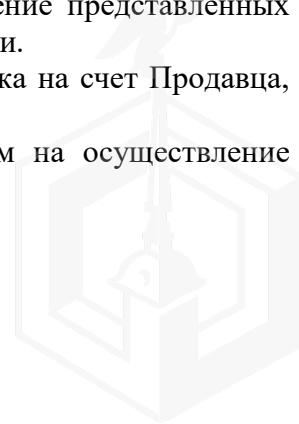 ение представленных
и.
ка на счет Продавца,
м на осуществление